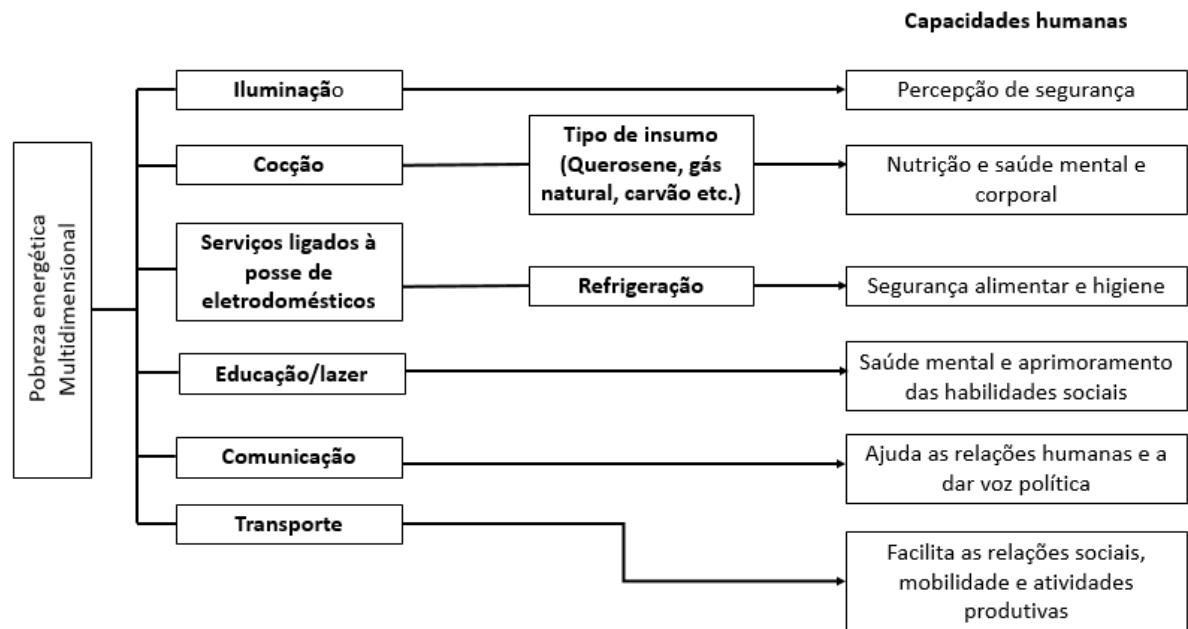 Capacidades humanas
Pobreza energética
Multidimensional
Iluminação
Percepção de segurança
Cocção
Tipo de insumo
(Querosene, gás
natural, carvão etc.)
Nutrição e saúde mental e
corporal
Serviços ligados à
posse de
eletrodomésticos
Refrigeração
Segurança alimentar e higiene
Educação/lazer
Saúde mental e aprimoramento
das habilidades sociais
Comunicação
Ajuda as relações humanas e a
dar voz política
Transporte
Facilita as relações sociais,
mobilidade e atividades
produtivas